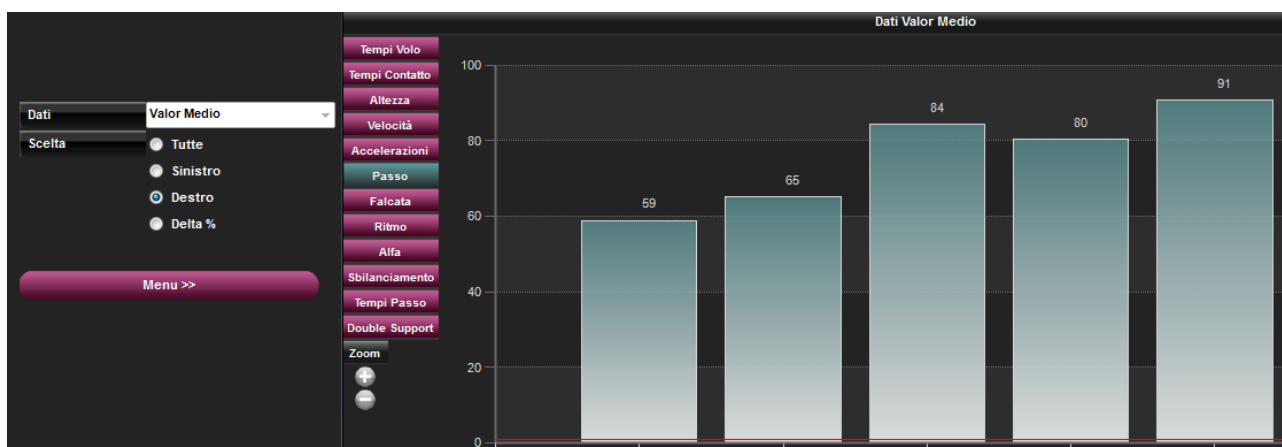 Dati Valor Medio
Dati
Valor Medio
Scelta
Tutte
Sinistro
Destro
Delta %
Menu >>
Tempi Volo
Tempi Contatto
Altezza
Velocità
Accelerazioni
Passo
Falcata
Ritmo
Alfa
Sbilanciamento
Tempi Passo
Double Support
Zoom
100
80
60
40
20
0
59
65
84
80
91